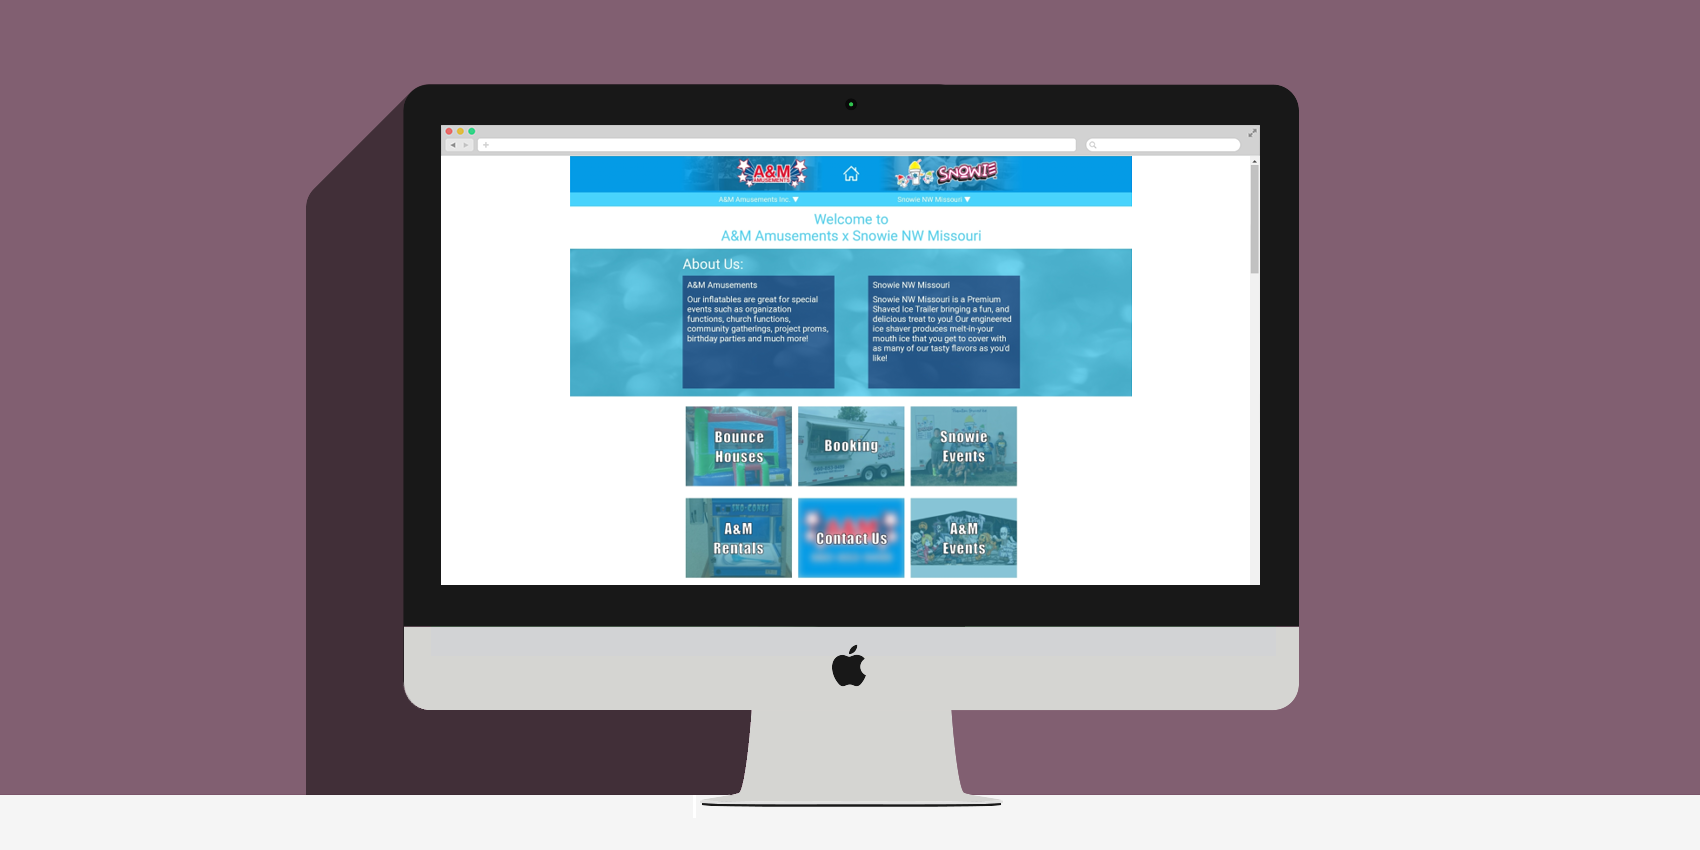 A&M
AMUSEMENTS
SNOWIE
A&M Amusements Inc. ▼
Snowie NW Missouri ▼
Welcome to
A&M Amusements x Snowie NW Missouri
About Us:
A&M Amusements
Our inflatables are great for special
events such as organization
functions, church functions,
community gatherings, project proms,
birthday parties and much more!
Snowie NW Missouri
Snowie NW Missouri is a Premium
Shaved Ice Trailer bringing a fun, and
delicious treat to you! Our engineered
ice shaver produces melt-in-your
mouth ice that you get to cover with
as many of our tasty flavors as you'd
like!
Bounce
Houses
Booking
Snowie
Events
A&M
Rentals
A&M
Contact Us
A&M
Events